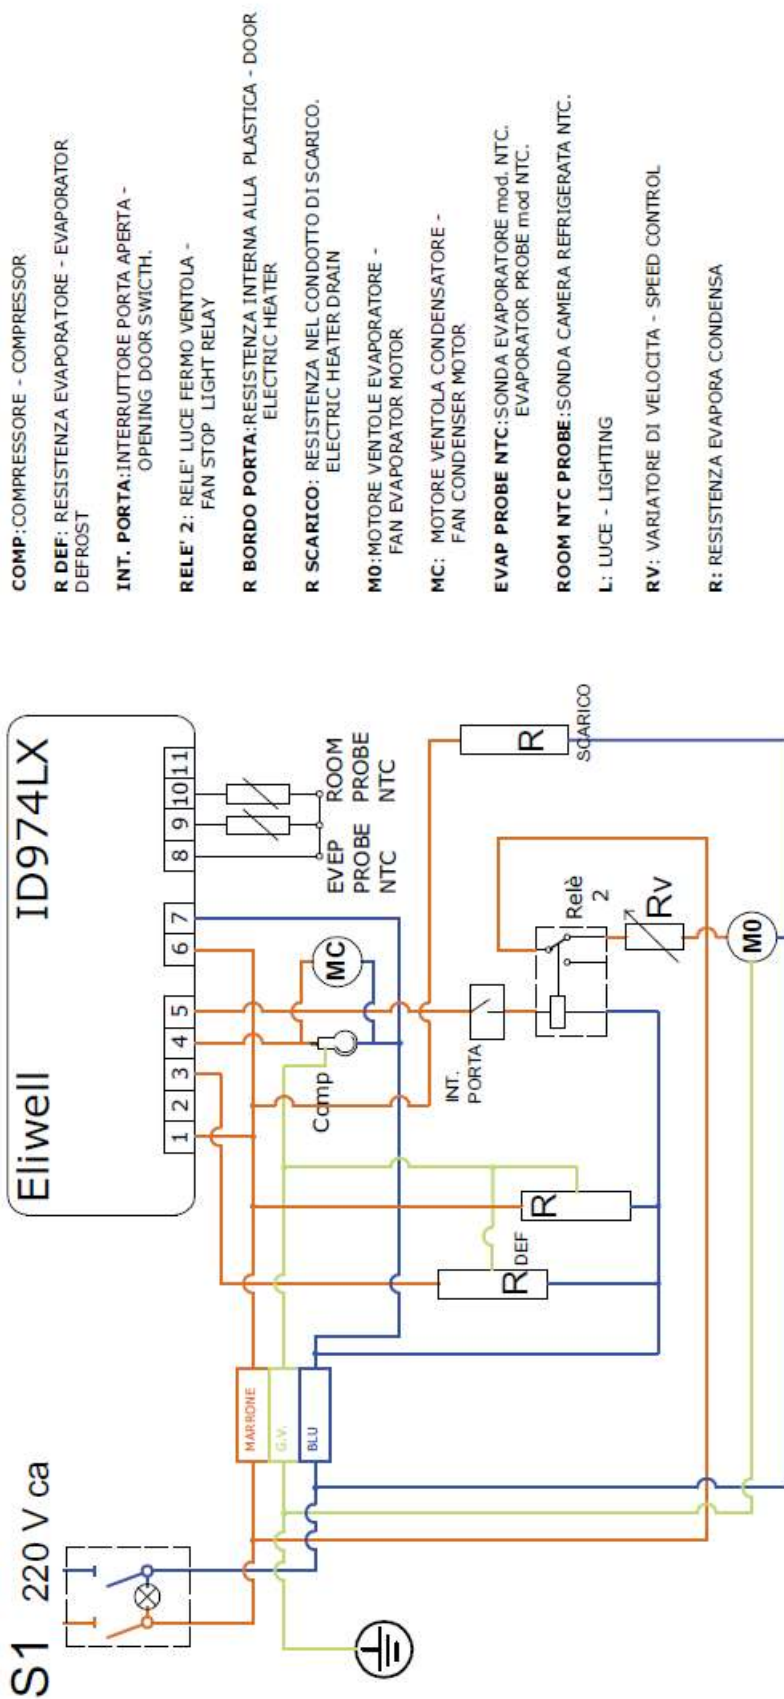 S1 220 V ca
Eliwell ID974LX
1 2 3 4 5 6 7 8 9 10 11
MARRONE
G.V.
BLU
Comp
MC
EVEP
PROBE
NTC
ROOM
PROBE
NTC
R
DEF
R
INT.
PORTA
Relè
2
RV
M0
R
SCARICO
COMP:COMPRESSORE - COMPRESSOR
R DEF: RESISTENZA EVAPORATORE - EVAPORATOR
DEFROST
INT. PORTA:INTERRUTTORE PORTA APERTA -
OPENING DOOR SWICTH.
RELE' 2: RELE' LUCE FERMO VENTOLA -
FAN STOP LIGHT RELAY
R BORDO PORTA:RESISTENZA INTERNA ALLA PLASTICA - DOOR
ELECTRIC HEATER
R SCARICO: RESISTENZA NEL CONDOTTO DI SCARICO.
ELECTRIC HEATER DRAIN
M0:MOTORE VENTOLE EVAPORATORE -
FAN EVAPORATOR MOTOR
MC: MOTORE VENTOLA CONDENSATORE -
FAN CONDENSER MOTOR
EVAP PROBE NTC:SONDA EVAPORATORE mod. NTC.
EVAPORATOR PROBE mod NTC.
ROOM NTC PROBE:SONDA CAMERA REFRIGERATA NTC.
L: LUCE - LIGHTING
RV: VARIATORE DI VELOCITA - SPEED CONTROL
R: RESISTENZA EVAPORA CONDENSA